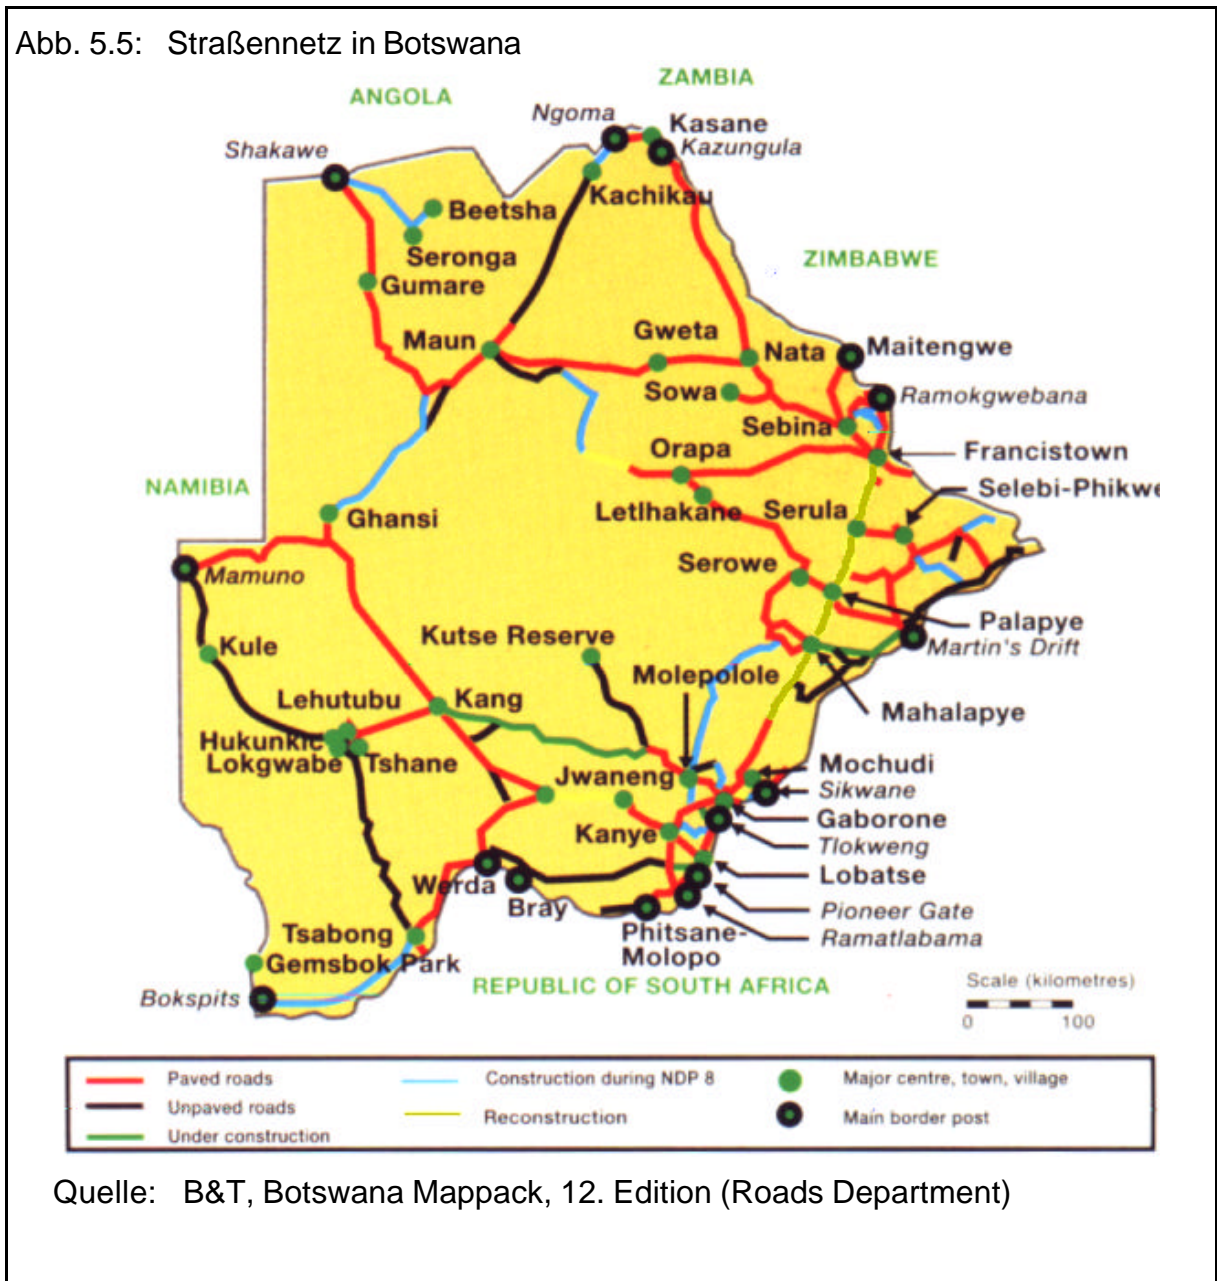 Abb. 5.5: Straßennetz in Botswana
ZAMBIA
ANGOLA
Ngoma
Kasane
Kazungula
Shakawe
Kachikau
Beetsha
Seronga
ZIMBABWE
Gumare
Maun
Gweta
Nata
Maitengwe
Sowa
Ramokgwebana
Sebina
Orapa
Francistown
NAMIBIA
Selebi-Phikwe
Ghansi
Letlhakane
Serula
Serowe
Mamuno
Palapye
Kule
Kutse Reserve
Martin's Drift
Molepolole
Lehutubu
Kang
Mahalapye
Hukunkic
Lokgwabe
Tshane
Jwaneng
Mochudi
Sikwane
Gaborone
Kanye
Tlokweng
Werda
Lobatse
Bray
Pioneer Gate
Phitsane-
Molopo
Ramatlabama
Tsabong
Gemsbok Park
Bokspits
REPUBLIC OF SOUTH AFRICA
Scale (kilometres)
0 100
Paved roads
Construction during NDP 8
Major centre, town, village
Unpaved roads
Reconstruction
Main border post
Under construction
Quelle: B&T, Botswana Mappack, 12. Edition (Roads Department)